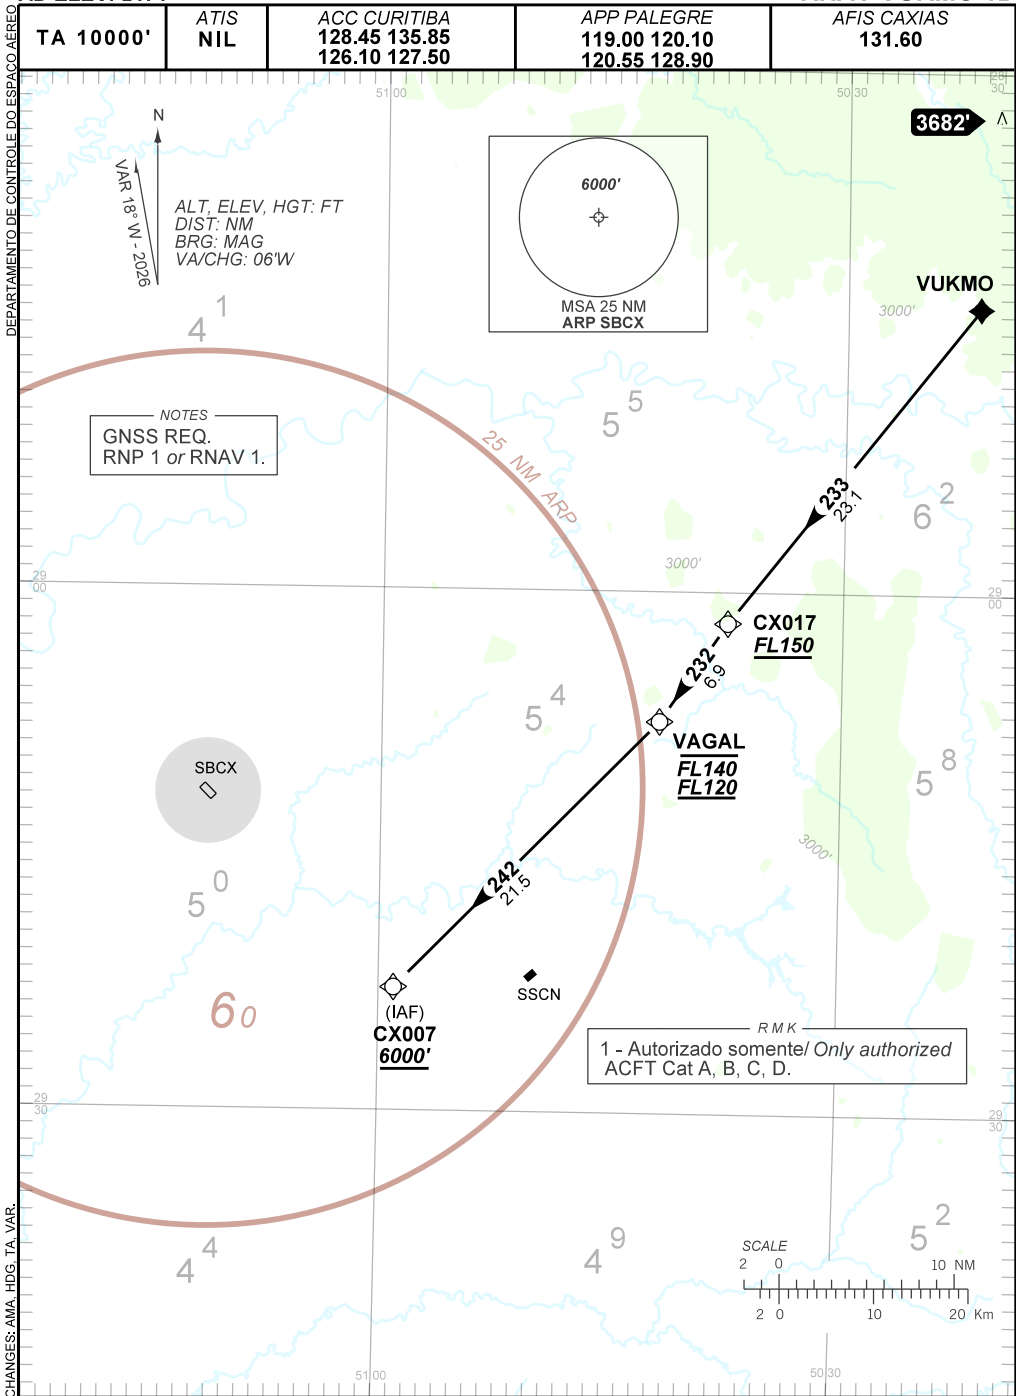 TA 10000'
ATIS
NIL
ACC CURITIBA
128.45 135.85
126.10 127.50
APP PALEGRE
119.00 120.10
120.55 128.90
AFIS CAXIAS
131.60
DEPARTAMENTO DE CONTROLE DO ESPAÇO AÉREO
51 00
50 30
28
30
3682'
N
VAR 18° W - 2026
ALT, ELEV, HGT: FT
DIST: NM
BRG: MAG
VA/CHG: 06'W
6000'
MSA 25 NM
ARP SBCX
VUKMO
3000'
4 1
NOTES
GNSS REQ.
RNP 1 or RNAV 1.
25 NM ARP
5 5
233
23.1
6 2
3000'
29
00
29
00
CX017
FL150
232
6.9
5 4
VAGAL
FL140
FL120
5 8
SBCX
3000'
242
21.5
5 0
SSCN
(IAF)
CX007
6000'
60
RMK
1 - Autorizado somente/ Only authorized
ACFT Cat A, B, C, D.
29
30
29
30
4 4
4 9
5 2
SCALE
2 0 10 NM
2 0 10 20 Km
51 00
50 30
CHANGES: AMA, HDG, TA, VAR.